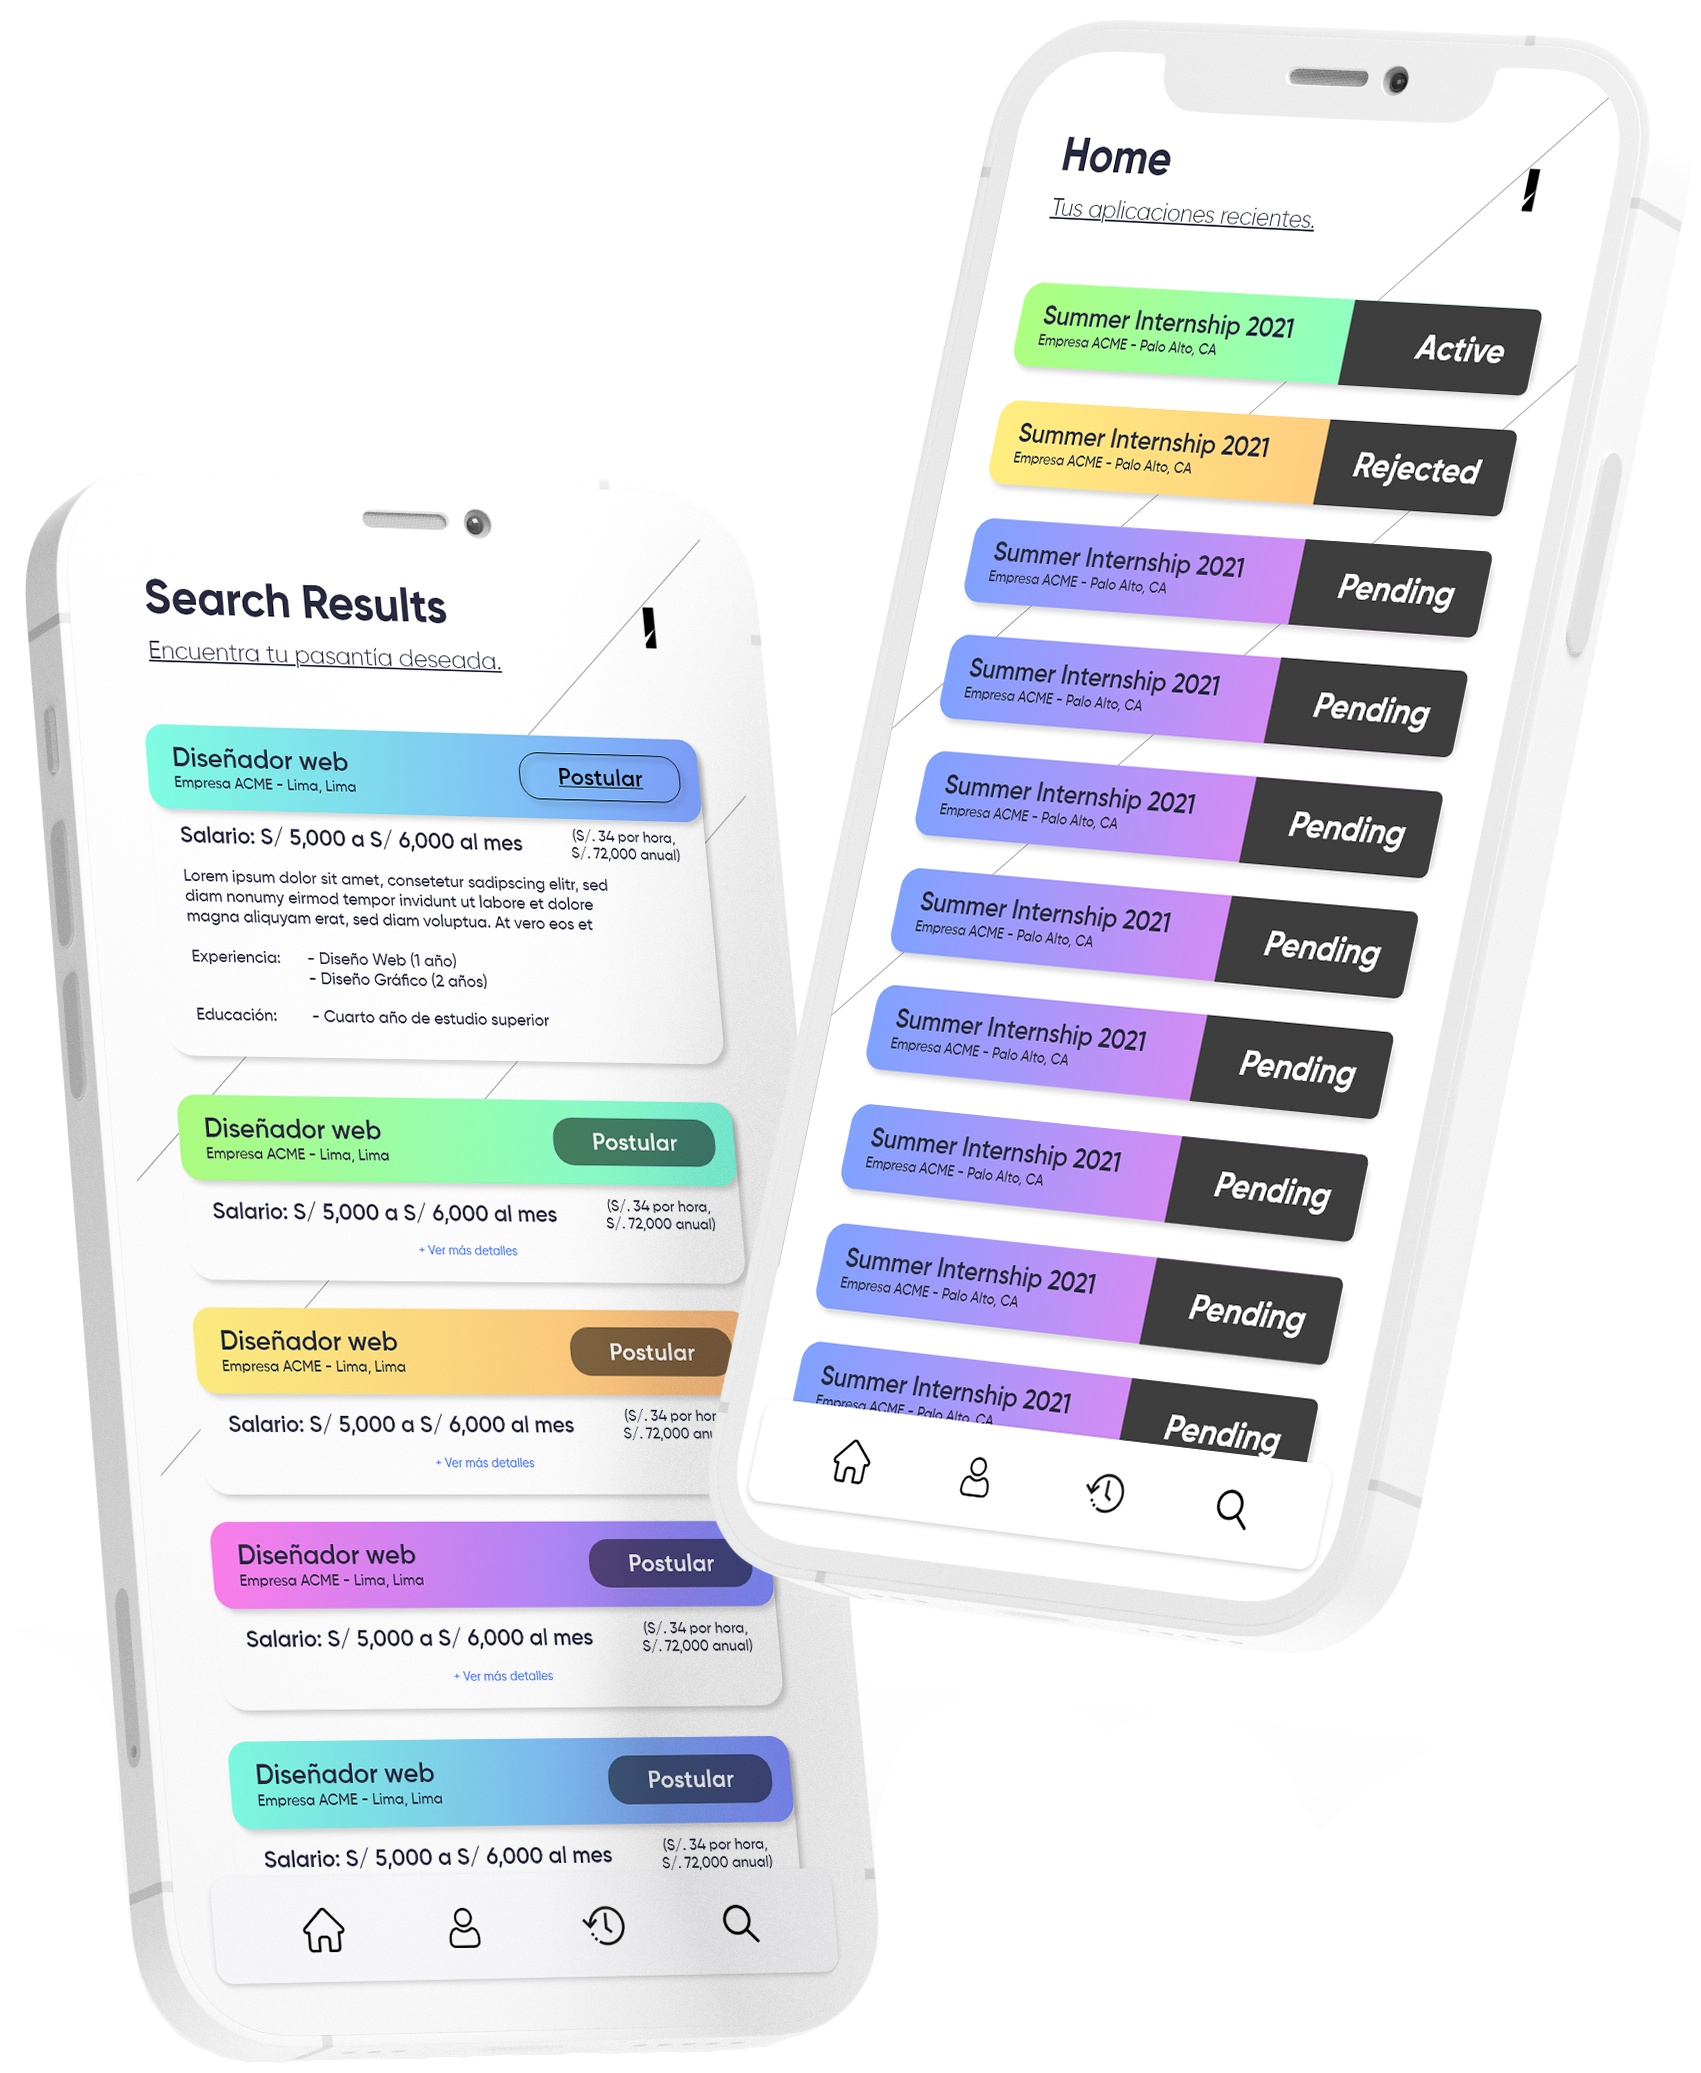 Home
Tus aplicaciones recientes.
Summer Internship 2021
Empresa ACME - Palo Alto, CA
Active
Summer Internship 2021
Empresa ACME - Palo Alto, CA
Rejected
Summer Internship 2021
Empresa ACME - Palo Alto, CA
Pending
Summer Internship 2021
Empresa ACME - Palo Alto, CA
Pending
Summer Internship 2021
Empresa ACME - Palo Alto, CA
Pending
Summer Internship 2021
Empresa ACME - Palo Alto, CA
Pending
Summer Internship 2021
Empresa ACME - Palo Alto, CA
Pending
Summer Internship 2021
Empresa ACME - Palo Alto, CA
Pending
Summer Internship 2021
Empresa ACME - Palo Alto, CA
Pending
Summer Internship 2021
Empresa ACME - Palo Alto, CA
Pending
Search Results
Encuentra tu pasantía deseada.
Diseñador web
Empresa ACME - Lima, Lima
Postular
Salario: S/ 5,000 a S/ 6,000 al mes
(S/. 34 por hora,
S/. 72,000 anual)
Lorem ipsum dolor sit amet, consetetur sadipscing elitr, sed
diam nonumy eirmod tempor invidunt ut labore et dolore
magna aliquyam erat, sed diam voluptua. At vero eos et
Experiencia: - Diseño Web (1 año)
- Diseño Gráfico (2 años)
Educación: - Cuarto año de estudio superior
Diseñador web
Empresa ACME - Lima, Lima
Postular
Salario: S/ 5,000 a S/ 6,000 al mes
(S/. 34 por hora,
S/. 72,000 anual)
+ Ver más detalles
Diseñador web
Empresa ACME - Lima, Lima
Postular
Salario: S/ 5,000 a S/ 6,000 al mes
(S/. 34 por hor
S/. 72,000 anu
+ Ver más detalles
Diseñador web
Empresa ACME - Lima, Lima
Postular
Salario: S/ 5,000 a S/ 6,000 al mes
(S/. 34 por hora,
S/. 72,000 anual)
+ Ver más detalles
Diseñador web
Empresa ACME - Lima, Lima
Postular
Salario: S/ 5,000 a S/ 6,000 al mes
(S/. 34 por hora,
S/. 72,000 anual)